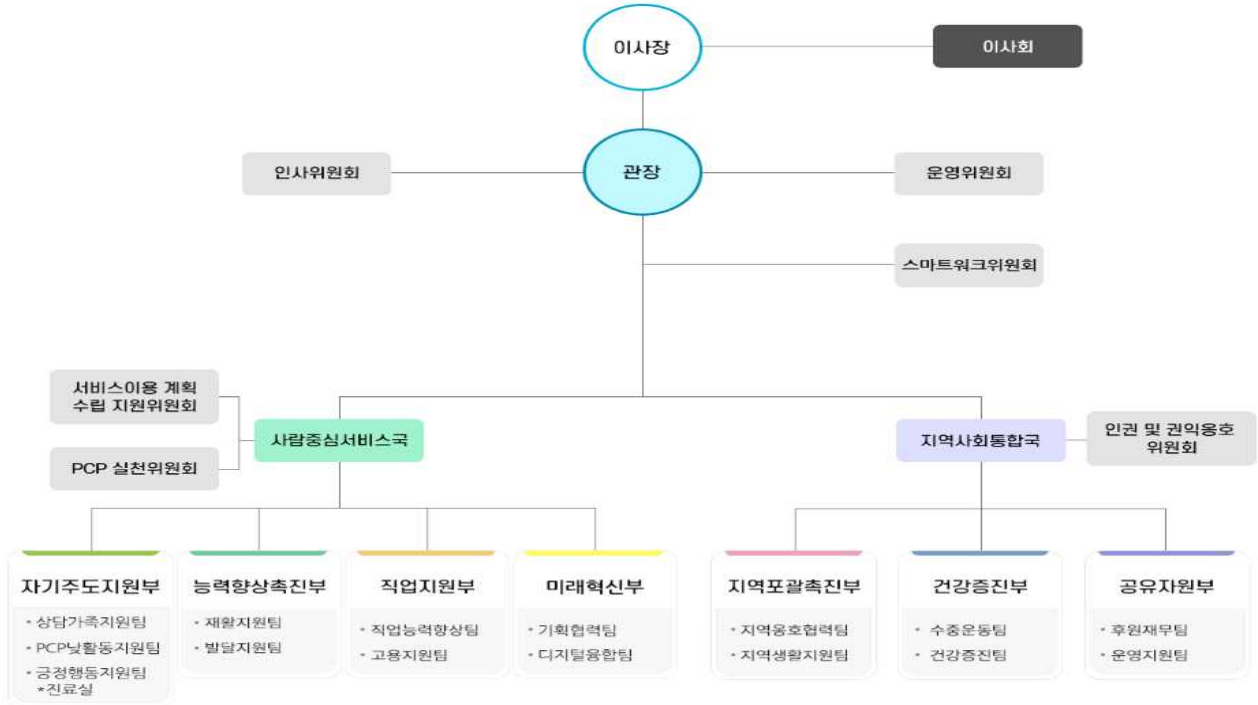 이사장
이사회
인사위원회
관장
운영위원회
스마트워크위원회
서비스이용 계획
수립 지원위원회
사람중심서비스국
PCP 실천위원회
지역사회통합국
인권 및 권익옹호
위원회
자기주도지원부
• 상담가족지원팀
• PCP낮활동지원팀
• 긍정행동지원팀
*진료실
능력향상촉진부
• 재활지원팀
• 발달지원팀
직업지원부
• 직업능력향상팀
• 고용지원팀
미래혁신부
• 기획협력팀
• 디지털융합팀
지역포괄촉진부
• 지역옹호협력팀
• 지역생활지원팀
건강증진부
• 수중운동팀
• 건강증진팀
공유자원부
• 후원재무팀
• 운영지원팀